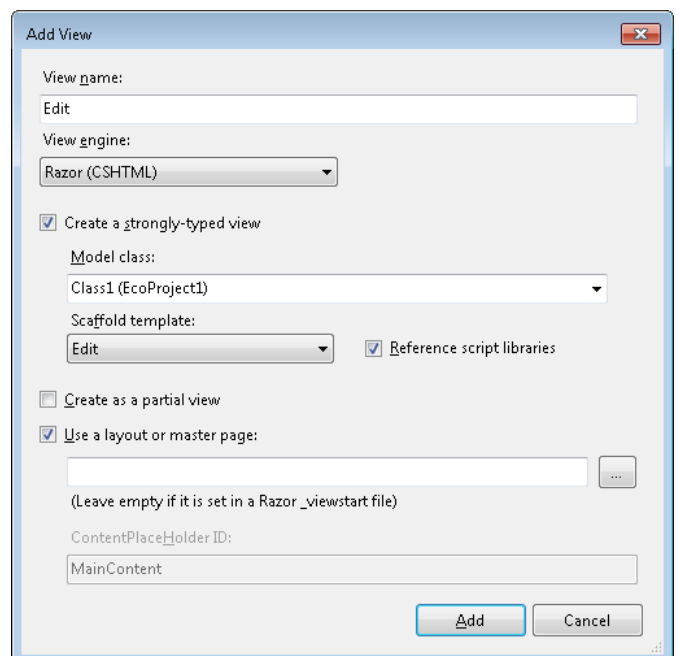 Add View
View name:
Edit
View engine:
Razor (CSHTML)
Create a strongly-typed view
Model class:
Class1 (EcoProject1)
Scaffold template:
Edit
Reference script libraries
Create as a partial view
Use a layout or master page:
...
(Leave empty if it is set in a Razor _viewstart file)
ContentPlaceHolder ID:
MainContent
Add Cancel